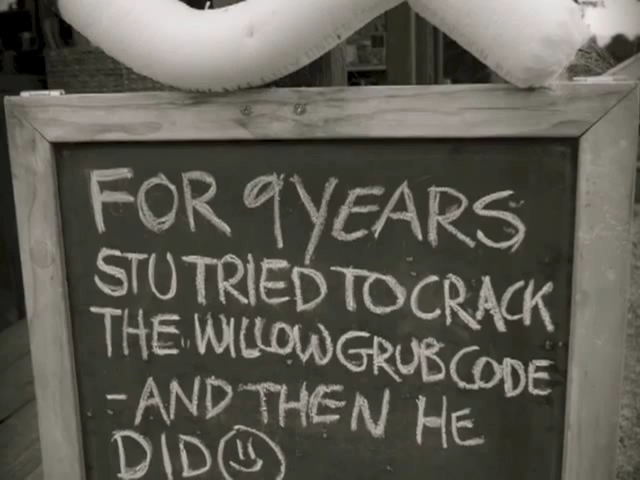 FOR 9 YEARS
STU TRIED TO CRACK
THE WILLOW GRUB CODE
- AND THEN HE
DID